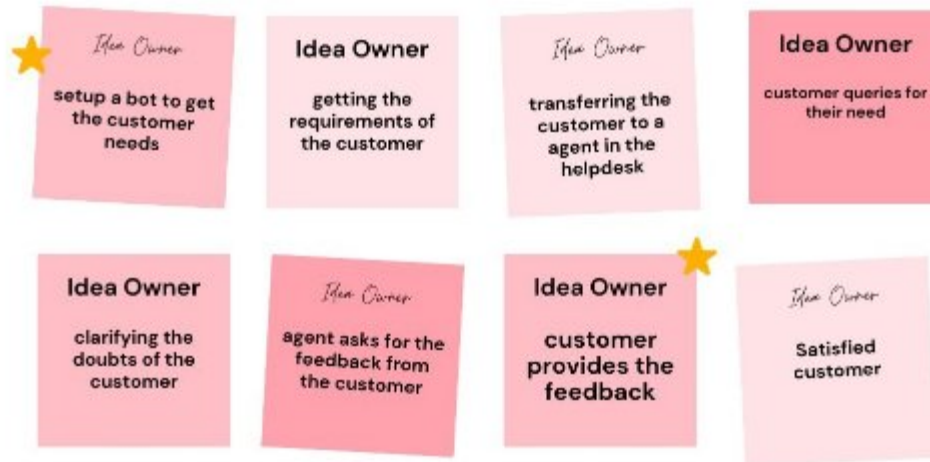 Idea Owner
setup a bot to get
the customer
needs
Idea Owner
getting the
requirements of
the customer
Idea Owner
transferring the
customer to a
agent in the
helpdesk
Idea Owner
customer queries for
their need
Idea Owner
clarifying the
doubts of the
customer
Idea Owner
agent asks for the
feedback from
the customer
Idea Owner
customer
provides the
feedback
Idea Owner
Satisfied
customer